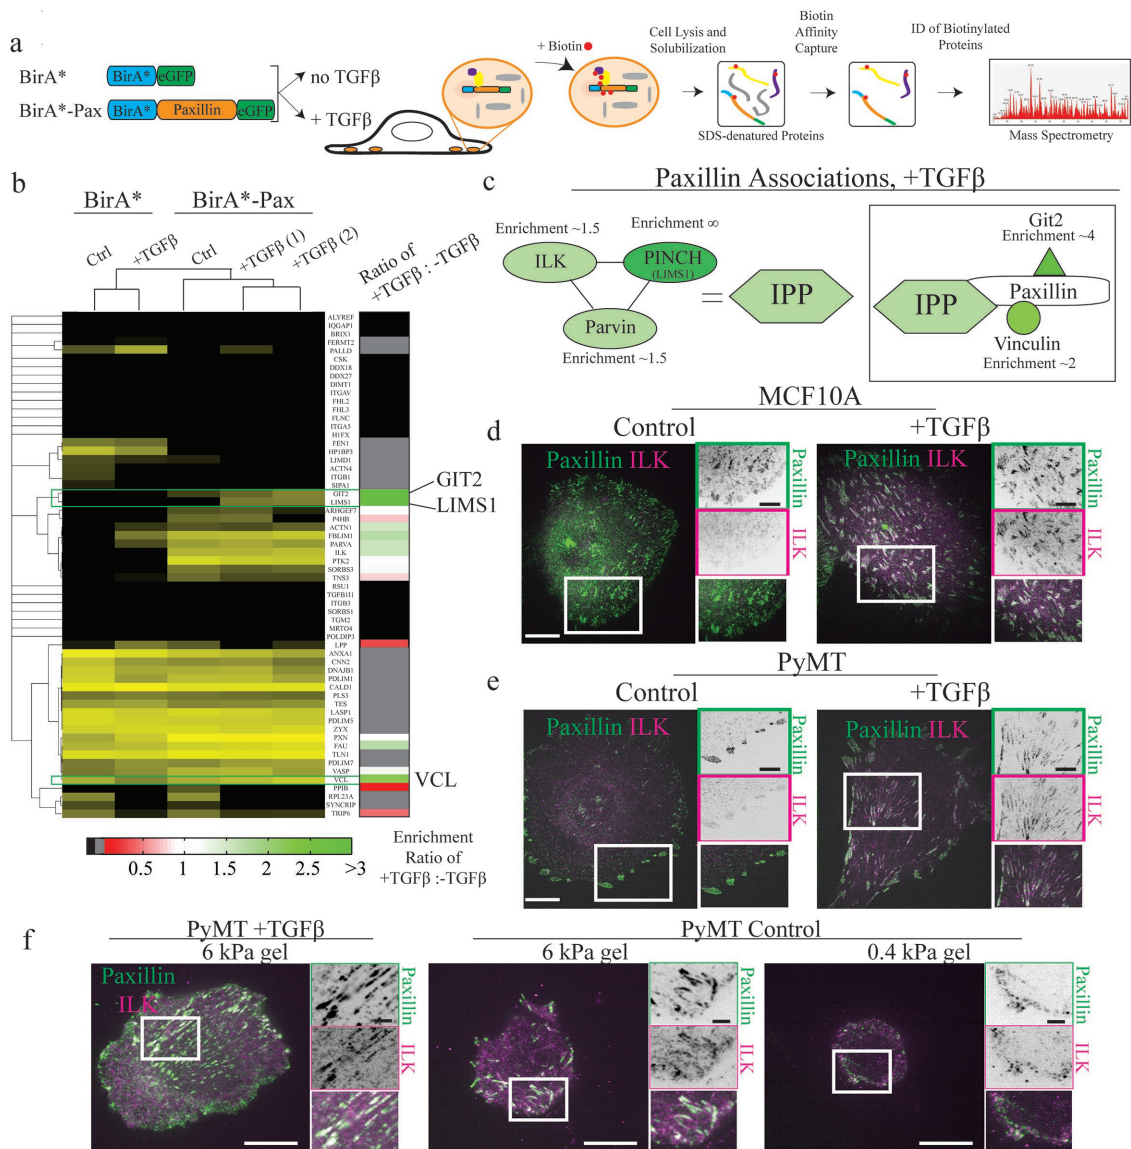 a
BirA*
BirA* eGFP
BirA*-Pax
BirA* Paxillin eGFP
no TGFβ
+ TGFβ
+ Biotin
Cell Lysis and
Solubilization
SDS-denatured Proteins
Biotin
Affinity
Capture
ID of Biotinylated
Proteins
Mass Spectrometry
b
BirA*
BirA*-Pax
Ctrl
+TGFβ
Ctrl
+TGFβ (1)
+TGFβ (2)
Ratio of
+TGFβ : -TGFβ
ALYREF
IQGAP1
BRIX1
FERMT2
PALLD
CSK
DDX18
DDX27
DIMT1
ITGAV
FHL2
FHL3
FLNC
ITGA5
H1FX
FEN1
HP1BP3
LIMD1
ACTN4
ITGB1
SIPA1
GIT2
LIMS1
ARHGEF7
P4HB
ACTN1
FBLIM1
PARVA
ILK
PTK2
SORBS3
TNS3
RSU1
TGFB1I1
ITGB3
SORBS1
TGM2
MRTO4
POLDIP3
LPP
ANXA1
CNN2
DNAJB1
PDLIM1
CALD1
PLS3
TES
LASP1
PDLIM5
ZYX
PXN
FAU
TLN1
PDLIM7
VASP
VCL
PPIB
RPL23A
SYNCRIP
TRIP6
GIT2
LIMS1
VCL
0.5 1 1.5 2 2.5 >3
Enrichment
Ratio of
+TGFβ :-TGFβ
c
Paxillin Associations, +TGFβ
Enrichment ~1.5
Enrichment ∞
ILK
PINCH
(LIMS1)
Parvin
Enrichment ~1.5
=
IPP
Git2
Enrichment ~4
IPP
Paxillin
Vinculin
Enrichment ~2
d
MCF10A
Control
+TGFβ
Paxillin ILK
Paxillin
ILK
Paxillin ILK
Paxillin
ILK
e
PyMT
Control
+TGFβ
Paxillin ILK
Paxillin
ILK
Paxillin ILK
Paxillin
ILK
f
PyMT +TGFβ
6 kPa gel
PyMT Control
6 kPa gel
0.4 kPa gel
Paxillin
ILK
Paxillin
ILK
Paxillin
ILK
Paxillin
ILK